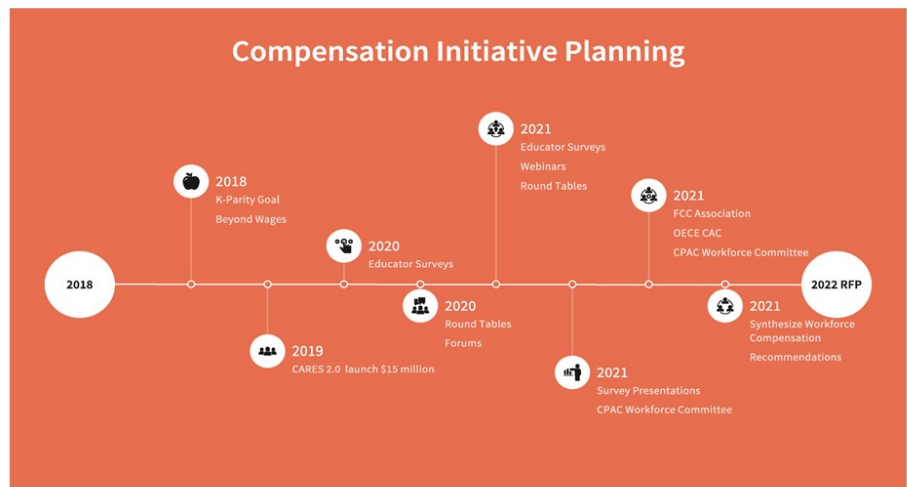 Compensation Initiative Planning
2018
2018
K-Parity Goal
Beyond Wages
2019
CARES 2.0 launch $15 million
2020
Educator Surveys
2020
Round Tables
Forums
2021
Educator Surveys
Webinars
Round Tables
2021
Survey Presentations
CPAC Workforce Committee
2021
FCC Association
OECE CAC
CPAC Workforce Committee
2021
Synthesize Workforce
Compensation
Recommendations
2022 RFP